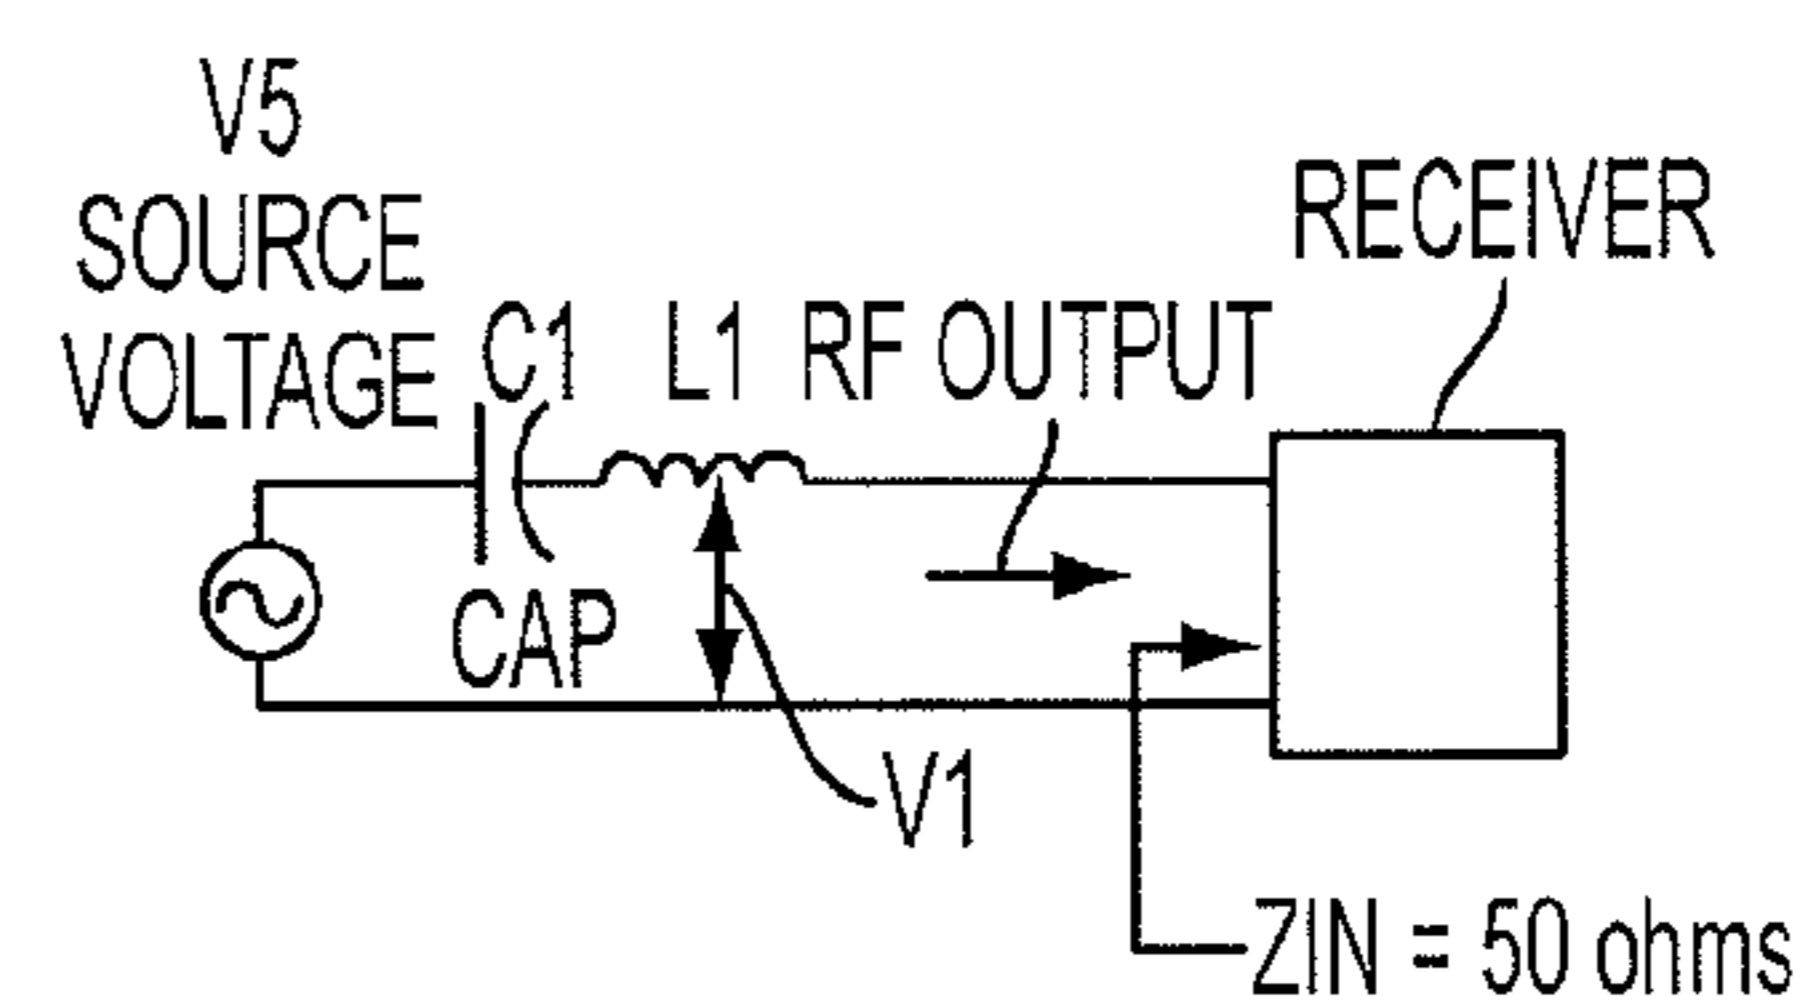 V5
SOURCE
VOLTAGE
C1
L1
RF OUTPUT
RECEIVER
CAP
V1
ZIN = 50 ohms